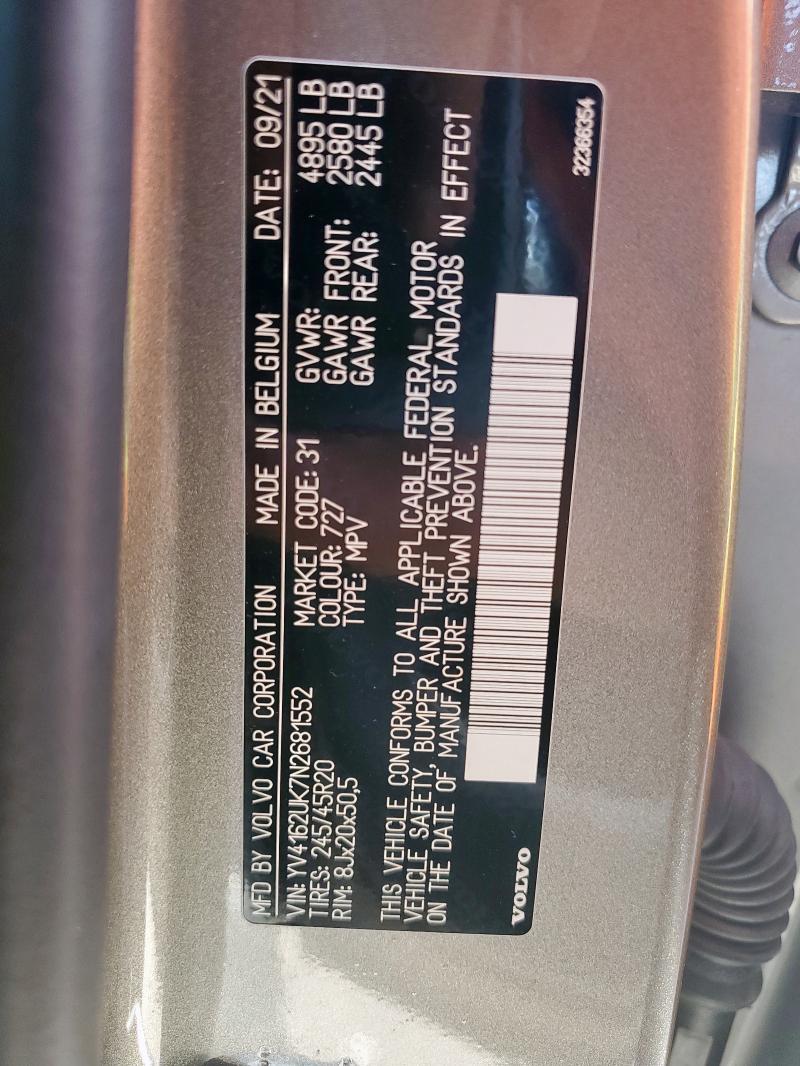 MFD BY VOLVO CAR CORPORATION MADE IN BELGIUM DATE: 09/21
VIN: YV4162UK7N2681552 MARKET CODE: 31 GVWR: 4895 LB
TIRES: 245/45R20 COLOUR: 727 GAWR FRONT: 2580 LB
RIM: 8Jx20x50,5 TYPE: MPV GAWR REAR: 2445 LB
THIS VEHICLE CONFORMS TO ALL APPLICABLE FEDERAL MOTOR
VEHICLE SAFETY, BUMPER AND THEFT PREVENTION STANDARDS IN EFFECT
ON THE DATE OF MANUFACTURE SHOWN ABOVE.
VOLVO 32366354